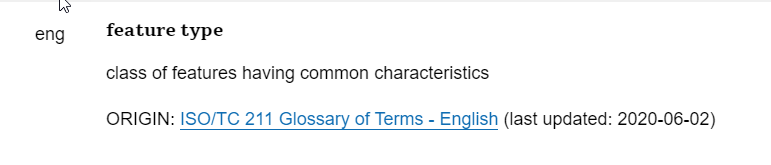 eng feature type
class of features having common characteristics
ORIGIN: ISO/TC 211 Glossary of Terms - English (last updated: 2020-06-02)